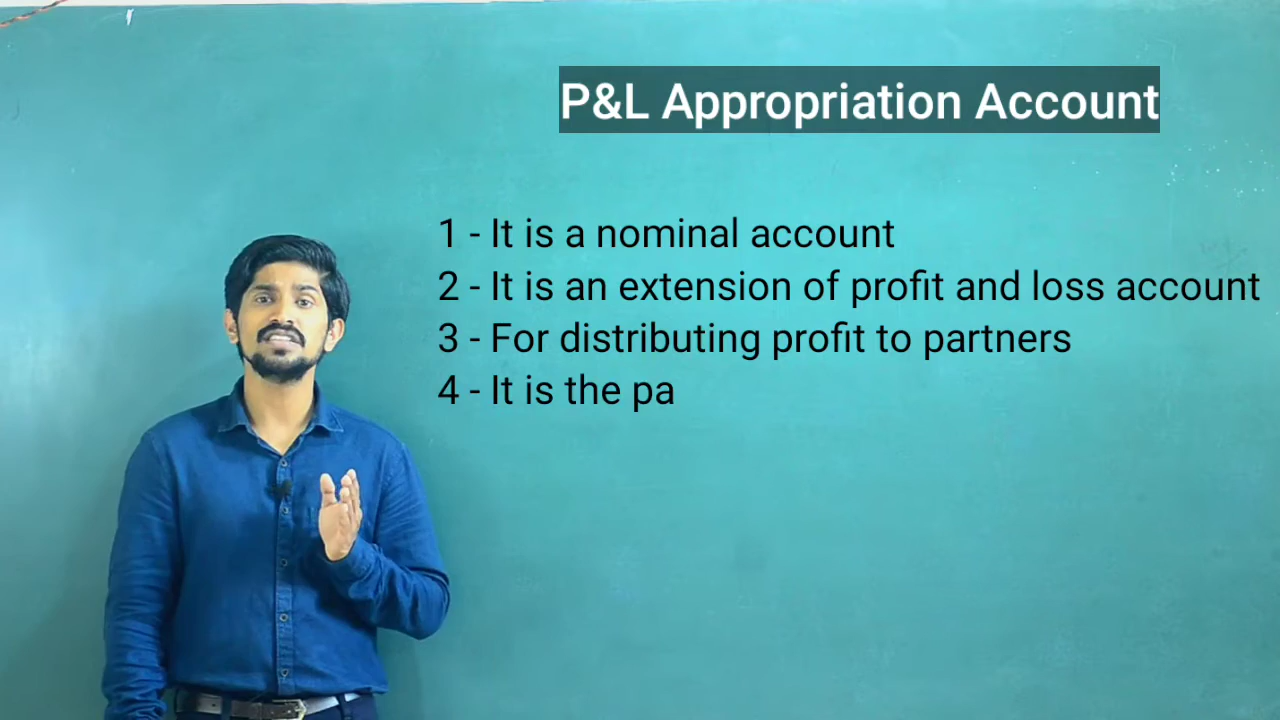 P&L Appropriation Account
1 - It is a nominal account
2 - It is an extension of profit and loss account
3 - For distributing profit to partners
4 - It is the pa